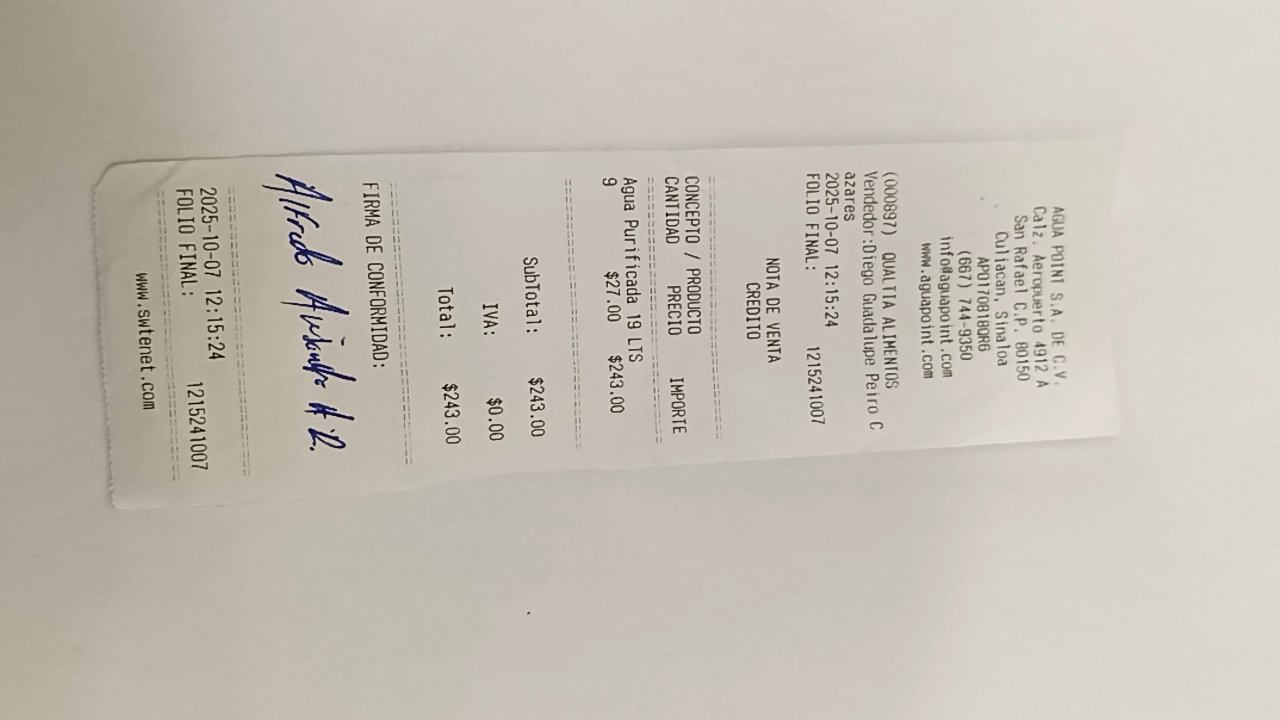 AGUA POINT S.A. DE C.V.
Calz. Aeropuerto 4912 A
San Rafael C.P. 80150
Culiacan, Sinaloa
APO170818QR6
(667) 744-9350
info@aguapoint.com
www.aguapoint.com
(000897) QUALTIA ALIMENTOS
Vendedor:Diego Guadalupe Peiro C
azares
2025-10-07 12:15:24
FOLIO FINAL: 1215241007
NOTA DE VENTA
CREDITO
CONCEPTO / PRODUCTO
CANTIDAD PRECIO IMPORTE
Agua Purificada 19 LTS
9 $27.00 $243.00
SubTotal: $243.00
IVA: $0.00
Total: $243.00
FIRMA DE CONFORMIDAD:
Alfredo
2025-10-07 12:15:24
FOLIO FINAL: 1215241007
www.swtenet.com